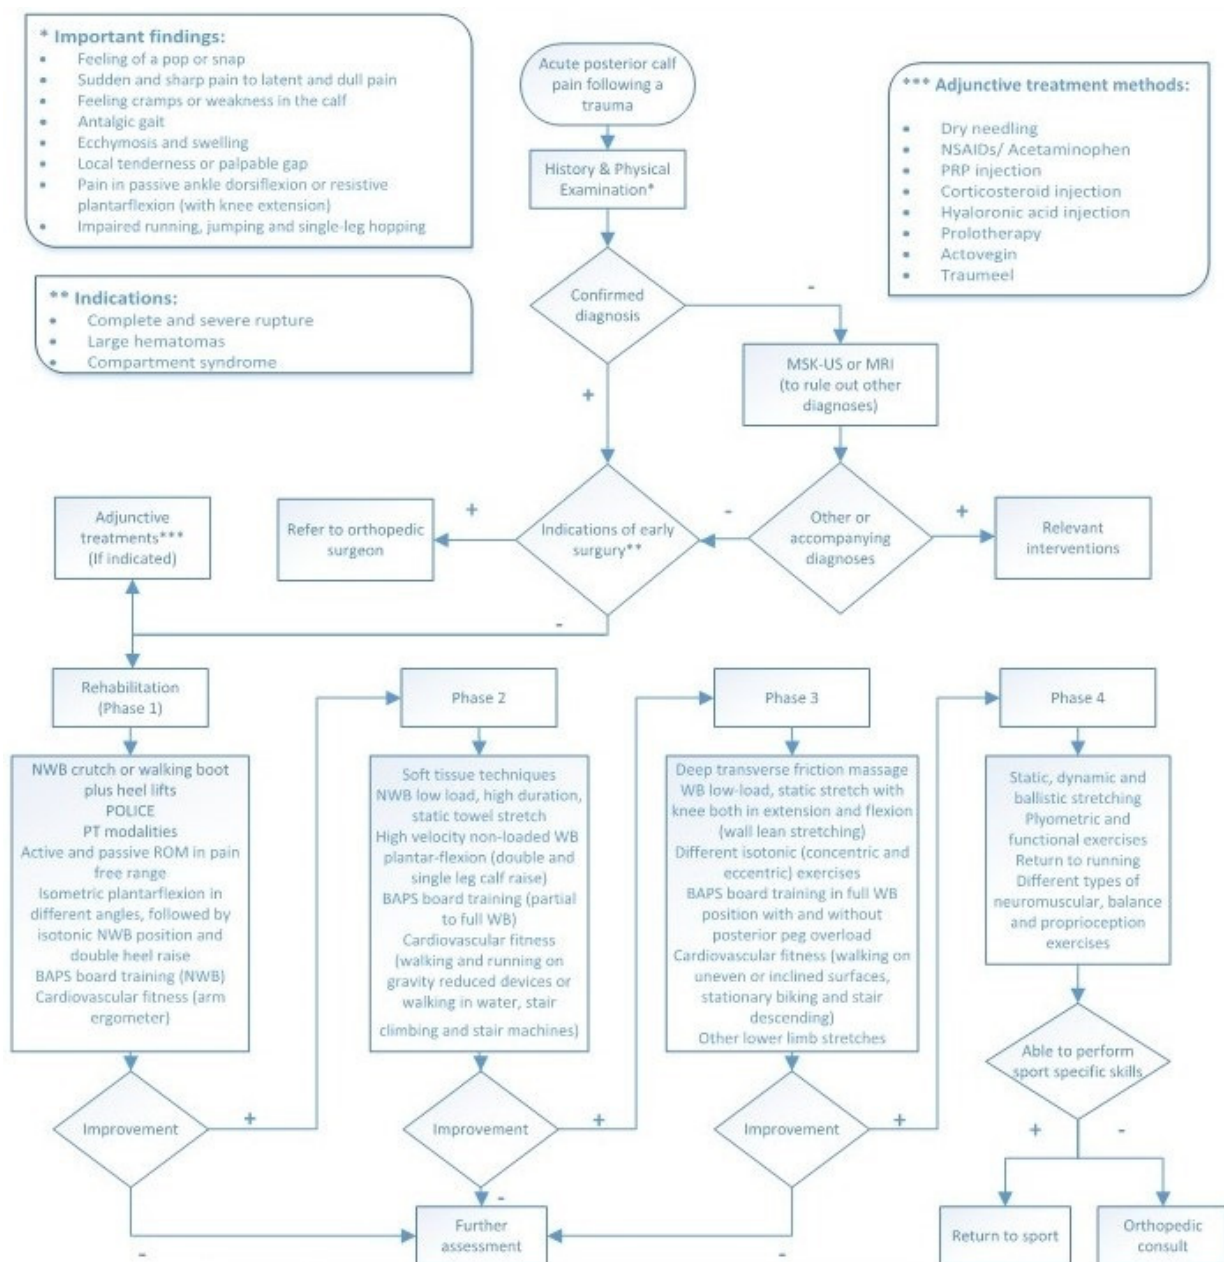 * Important findings:
• Feeling of a pop or snap
• Sudden and sharp pain to latent and dull pain
• Feeling cramps or weakness in the calf
• Antalgic gait
• Ecchymosis and swelling
• Local tenderness or palpable gap
• Pain in passive ankle dorsiflexion or resistive
plantarflexion (with knee extension)
• Impaired running, jumping and single-leg hopping
** Indications:
• Complete and severe rupture
• Large hematomas
• Compartment syndrome
Acute posterior calf
pain following a
trauma
*** Adjunctive treatment methods:
• Dry needling
• NSAIDs/ Acetaminophen
• PRP injection
• Corticosteroid injection
• Hyaloronic acid injection
• Prolotherapy
• Actovegin
• Traumeel
History & Physical
Examination*
Confirmed
diagnosis
-
+
MSK-US or MRI
(to rule out other
diagnoses)
Other or
accompanying
diagnoses
-
+
Relevant
interventions
Indications of early
surgery**
+
-
Refer to orthopedic
surgeon
Adjunctive
treatments***
(If indicated)
Rehabilitation
(Phase 1)
NWB crutch or walking boot
plus heel lifts
POLICE
PT modalities
Active and passive ROM in pain
free range
Isometric plantarflexion in
different angles, followed by
isotonic NWB position and
double heel raise
BAPS board training (NWB)
Cardiovascular fitness (arm
ergometer)
Improvement
+
-
Phase 2
Soft tissue techniques
NWB low load, high duration,
static towel stretch
High velocity non-loaded WB
plantar-flexion (double and
single leg calf raise)
BAPS board training (partial
to full WB)
Cardiovascular fitness
(walking and running on
gravity reduced devices or
walking in water, stair
climbing and stair machines)
Improvement
+
-
Further
assessment
Phase 3
Deep transverse friction massage
WB low-load, static stretch with
knee both in extension and flexion
(wall lean stretching)
Different isotonic (concentric and
eccentric) exercises
BAPS board training in full WB
position with and without
posterior peg overload
Cardiovascular fitness (walking on
uneven or inclined surfaces,
stationary biking and stair
descending)
Other lower limb stretches
Improvement
+
-
Phase 4
Static, dynamic and
ballistic stretching
Plyometric and
functional exercises
Return to running
Different types of
neuromuscular, balance
and proprioception
exercises
Able to perform
sport specific skills
+
-
Return to sport
Orthopedic
consult